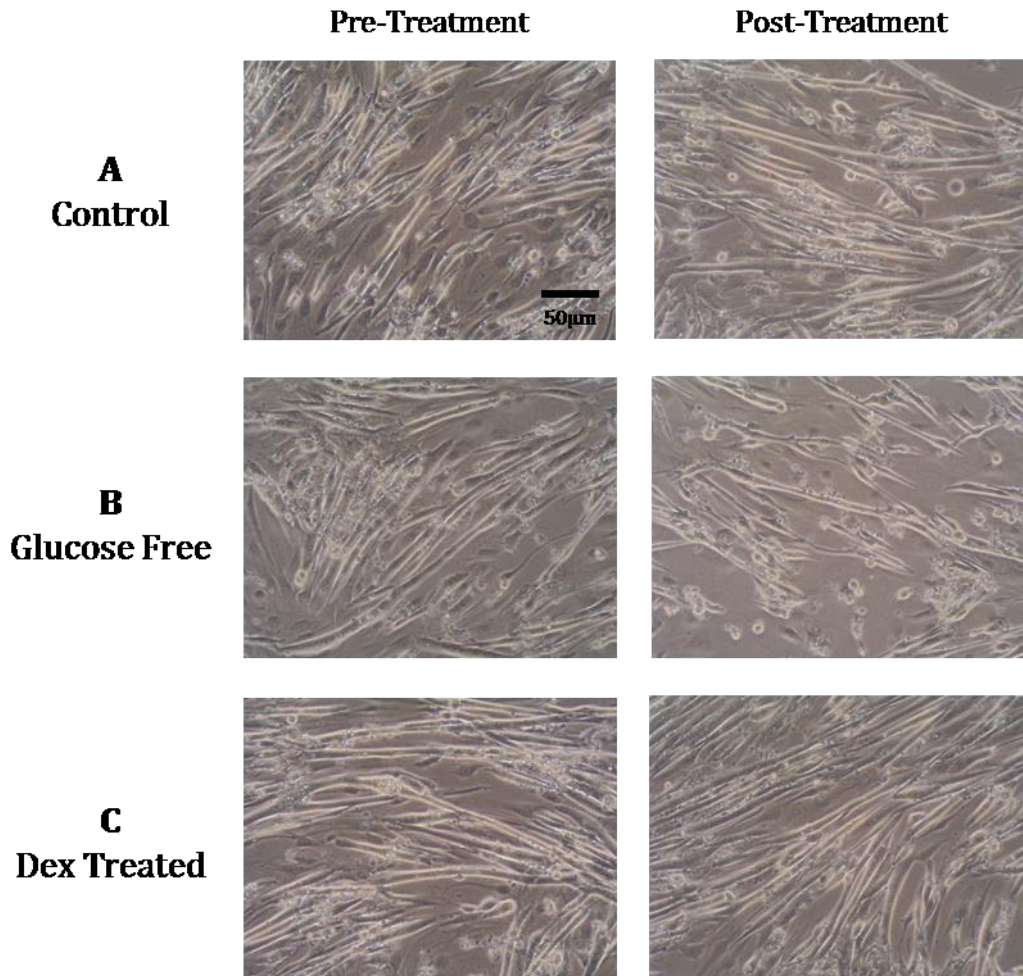 Pre-Treatment
Post-Treatment
A
Control
50µm
B
Glucose Free
C
Dex Treated